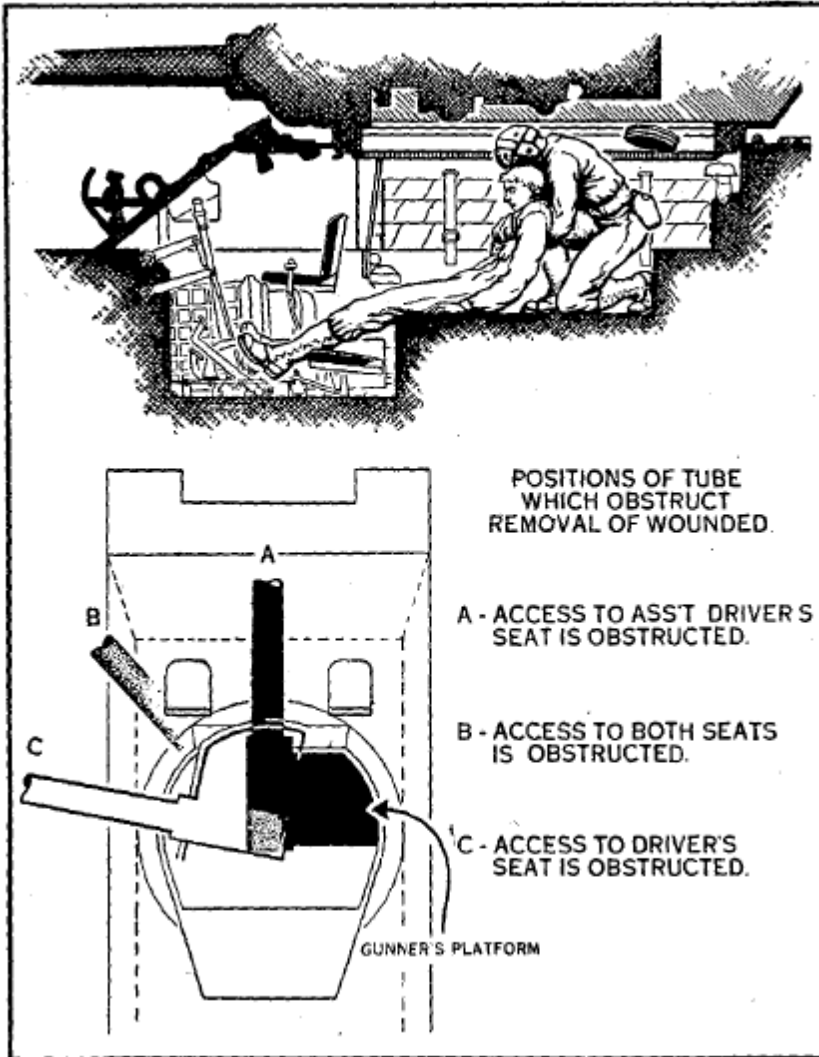 POSITIONS OF TUBE
WHICH OBSTRUCT
REMOVAL OF WOUNDED.
A
B
C
A - ACCESS TO ASS'T DRIVER'S
SEAT IS OBSTRUCTED.
B - ACCESS TO BOTH SEATS
IS OBSTRUCTED.
C - ACCESS TO DRIVER'S
SEAT IS OBSTRUCTED.
GUNNER'S PLATFORM